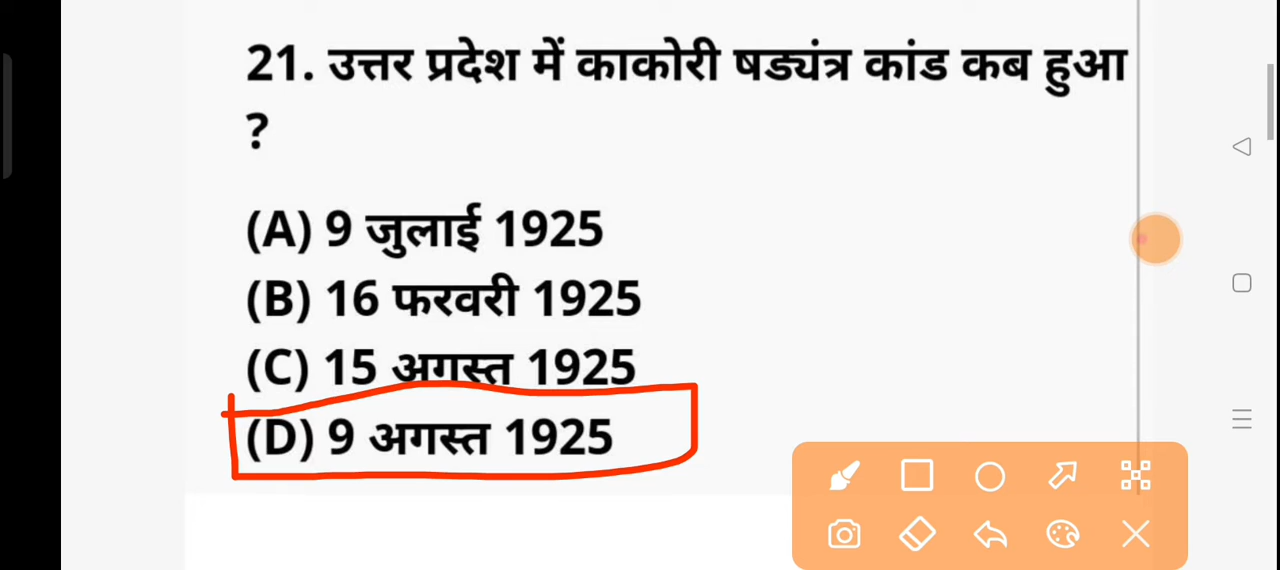 21. उत्तर प्रदेश में काकोरी षड्यंत्र कांड कब हुआ
?
(A) 9 जुलाई 1925
(B) 16 फरवरी 1925
(C) 15 अगस्त 1925
(D) 9 अगस्त 1925